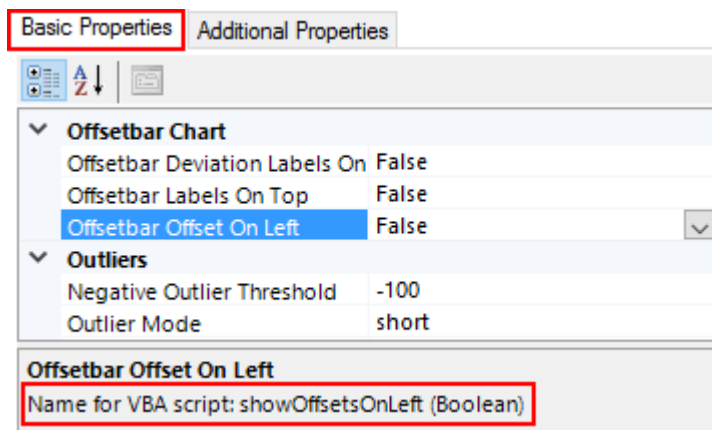 Basic Properties Additional Properties
A
Z
Offsetbar Chart
Offsetbar Deviation Labels On False
Offsetbar Labels On Top False
Offsetbar Offset On Left False
Outliers
Negative Outlier Threshold -100
Outlier Mode short
Offsetbar Offset On Left
Name for VBA script: showOffsetsOnLeft (Boolean)